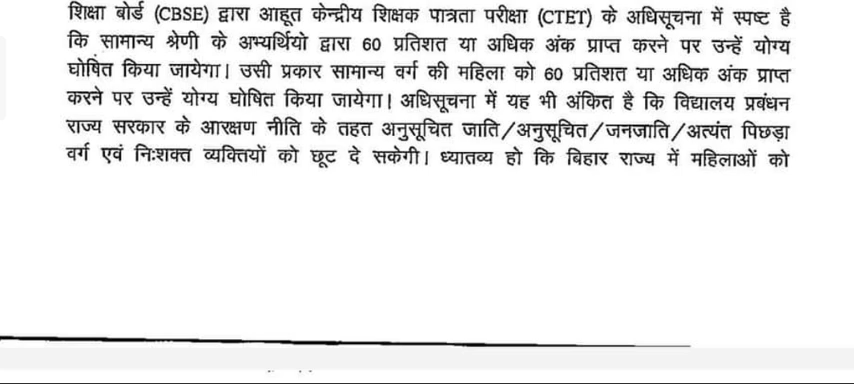 शिक्षा बोर्ड (CBSE) द्वारा आहूत केन्द्रीय शिक्षक पात्रता परीक्षा (CTET) के अधिसूचना में स्पष्ट है
कि सामान्य श्रेणी के अभ्यर्थियो द्वारा 60 प्रतिशत या अधिक अंक प्राप्त करने पर उन्हें योग्य
घोषित किया जायेगा। उसी प्रकार सामान्य वर्ग की महिला को 60 प्रतिशत या अधिक अंक प्राप्त
करने पर उन्हें योग्य घोषित किया जायेगा। अधिसूचना में यह भी अंकित है कि विद्यालय प्रबंधन
राज्य सरकार के आरक्षण नीति के तहत अनुसूचित जाति/अनुसूचित/जनजाति/अत्यंत पिछड़ा
वर्ग एवं निःशक्त व्यक्तियों को छूट दे सकेगी। ध्यातव्य हो कि बिहार राज्य में महिलाओं को